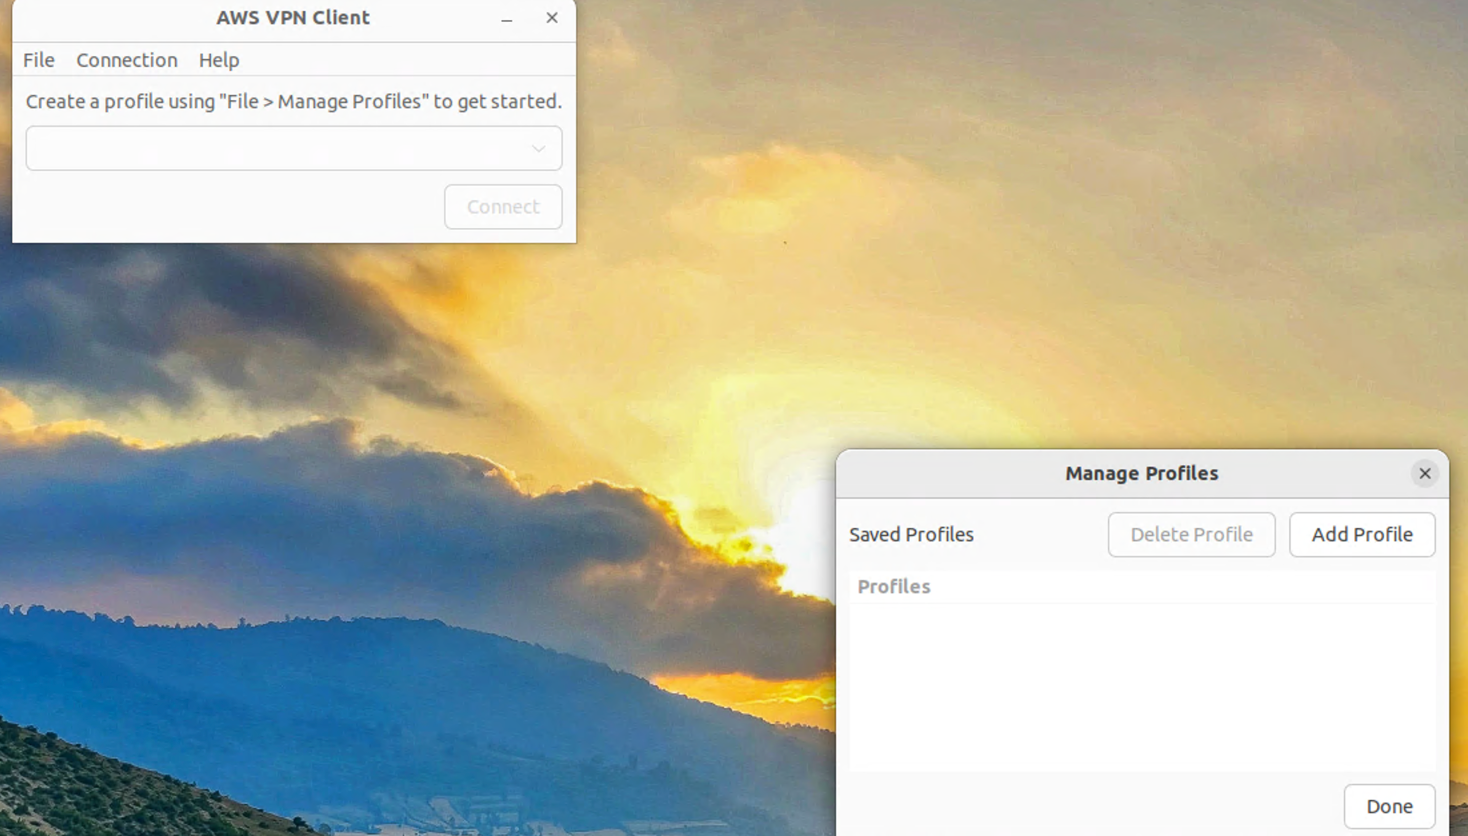 AWS VPN Client
File Connection Help
Create a profile using "File > Manage Profiles" to get started.
Connect
Manage Profiles
Saved Profiles Delete Profile Add Profile
Profiles
Done